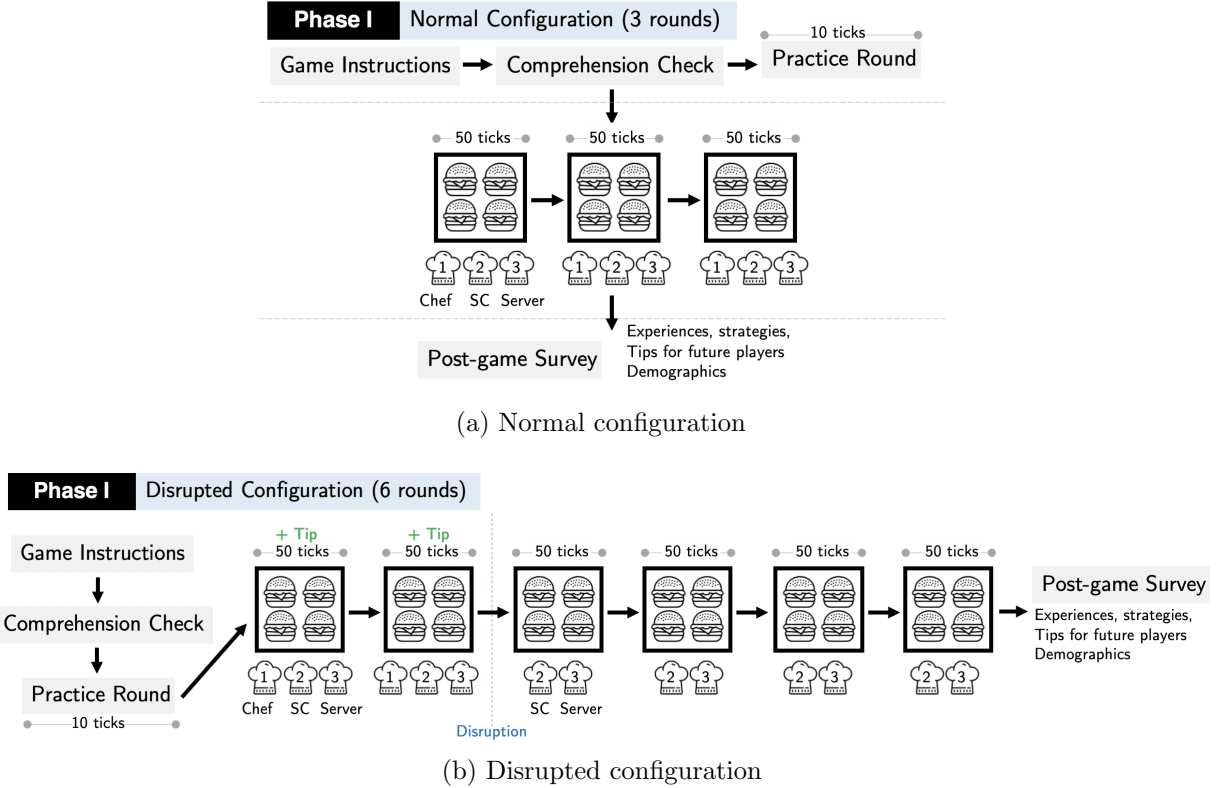 Phase I Normal Configuration (3 rounds)
10 ticks
Game Instructions Comprehension Check Practice Round
50 ticks 50 ticks 50 ticks
1 2 3 1 2 3 1 2 3
Chef SC Server
Experiences, strategies,
Post-game Survey Tips for future players
Demographics
(a) Normal configuration
Phase I Disrupted Configuration (6 rounds)
+ Tip + Tip
Game Instructions 50 ticks 50 ticks 50 ticks 50 ticks 50 ticks 50 ticks
Post-game Survey
Comprehension Check Experiences, strategies,
Tips for future players
Demographics
1 2 3 1 2 3 2 3 2 3 2 3 2 3
Practice Round
Chef SC Server SC Server
10 ticks
Disruption
(b) Disrupted configuration